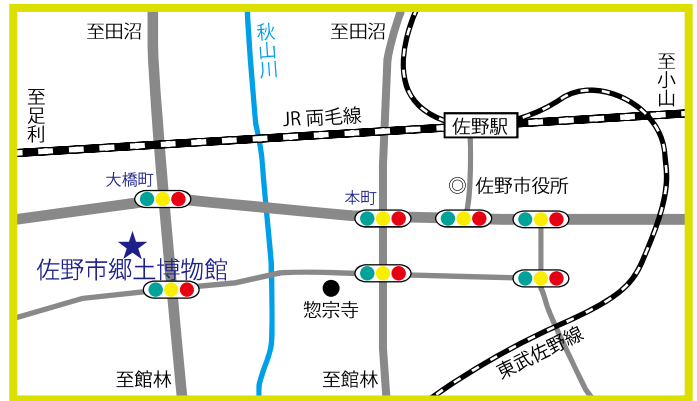 至田沼
秋山川
至田沼
至小山
至足利
JR 両毛線
佐野駅
大橋町
本町
◎ 佐野市役所
★
佐野市郷土博物館
惣宗寺
東武佐野線
至館林
至館林